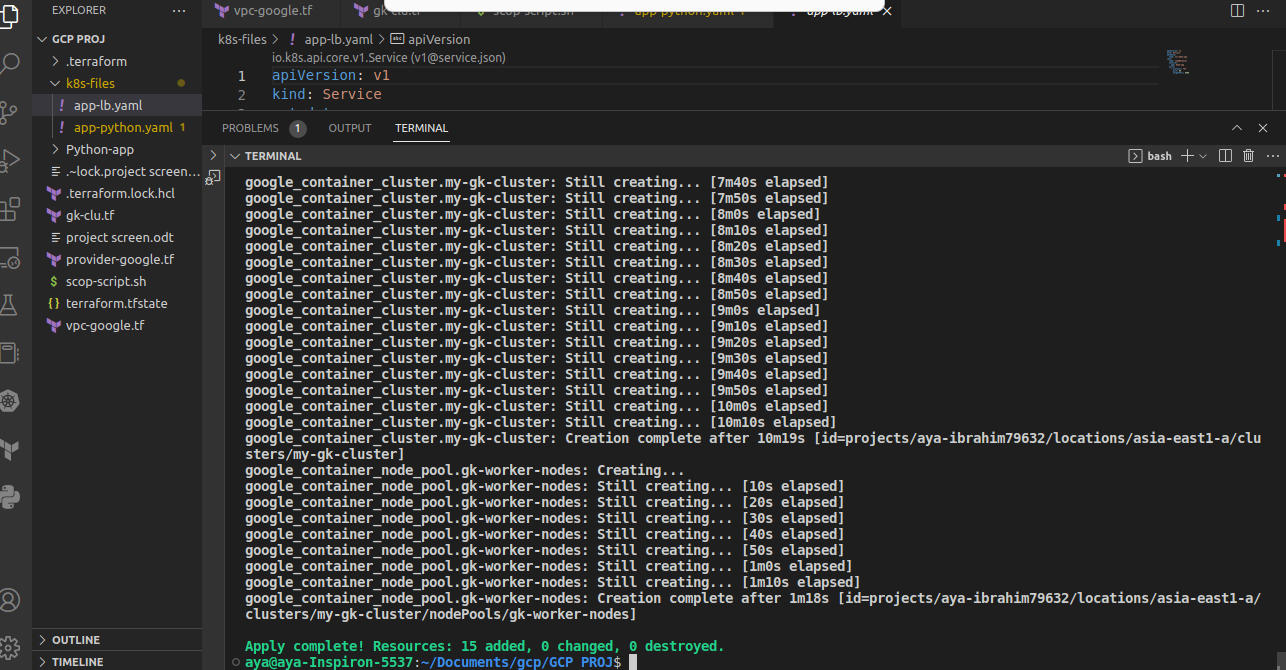 EXPLORER
vpc-google.tf
GCP PROJ
.terraform
k8s-files
app-lb.yaml
app-python.yaml 1
Python-app
.~lock.project screen...
.terraform.lock.hcl
gk-clu.tf
project screen.odt
provider-google.tf
$ scop-script.sh
{} terraform.tfstate
vpc-google.tf
OUTLINE
TIMELINE
k8s-files > ! app-lb.yaml > abc apiVersion
io.k8s.api.core.v1.Service (v1@service.json)
1 apiVersion: v1
2 kind: Service
PROBLEMS 1 OUTPUT TERMINAL
TERMINAL
bash
google_container_cluster.my-gk-cluster: Still creating... [7m40s elapsed]
google_container_cluster.my-gk-cluster: Still creating... [7m50s elapsed]
google_container_cluster.my-gk-cluster: Still creating... [8m0s elapsed]
google_container_cluster.my-gk-cluster: Still creating... [8m10s elapsed]
google_container_cluster.my-gk-cluster: Still creating... [8m20s elapsed]
google_container_cluster.my-gk-cluster: Still creating... [8m30s elapsed]
google_container_cluster.my-gk-cluster: Still creating... [8m40s elapsed]
google_container_cluster.my-gk-cluster: Still creating... [8m50s elapsed]
google_container_cluster.my-gk-cluster: Still creating... [9m0s elapsed]
google_container_cluster.my-gk-cluster: Still creating... [9m10s elapsed]
google_container_cluster.my-gk-cluster: Still creating... [9m20s elapsed]
google_container_cluster.my-gk-cluster: Still creating... [9m30s elapsed]
google_container_cluster.my-gk-cluster: Still creating... [9m40s elapsed]
google_container_cluster.my-gk-cluster: Still creating... [9m50s elapsed]
google_container_cluster.my-gk-cluster: Still creating... [10m0s elapsed]
google_container_cluster.my-gk-cluster: Still creating... [10m10s elapsed]
google_container_cluster.my-gk-cluster: Creation complete after 10m19s [id=projects/aya-ibrahim79632/locations/asia-east1-a/clu
sters/my-gk-cluster]
google_container_node_pool.gk-worker-nodes: Creating...
google_container_node_pool.gk-worker-nodes: Still creating... [10s elapsed]
google_container_node_pool.gk-worker-nodes: Still creating... [20s elapsed]
google_container_node_pool.gk-worker-nodes: Still creating... [30s elapsed]
google_container_node_pool.gk-worker-nodes: Still creating... [40s elapsed]
google_container_node_pool.gk-worker-nodes: Still creating... [50s elapsed]
google_container_node_pool.gk-worker-nodes: Still creating... [1m0s elapsed]
google_container_node_pool.gk-worker-nodes: Still creating... [1m10s elapsed]
google_container_node_pool.gk-worker-nodes: Creation complete after 1m18s [id=projects/aya-ibrahim79632/locations/asia-east1-a/
clusters/my-gk-cluster/nodePools/gk-worker-nodes]
Apply complete! Resources: 15 added, 0 changed, 0 destroyed.
aya@aya-Inspiron-5537:~/Documents/gcp/GCP PROJ$